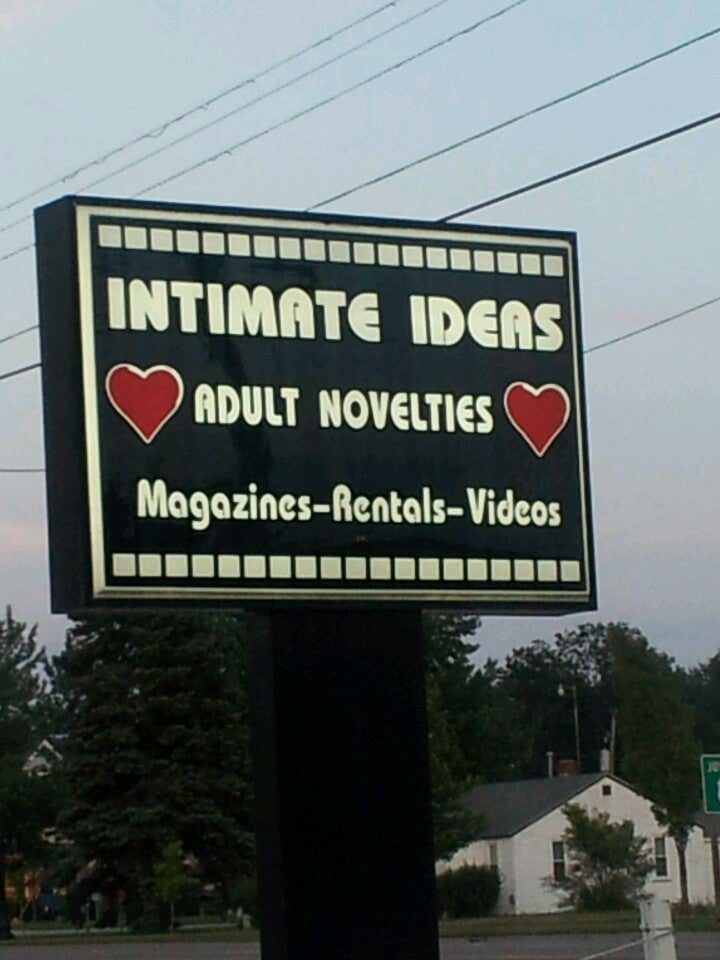 INTIMATE IDEAS
ADULT NOVELTIES
Magazines-Rentals-Videos